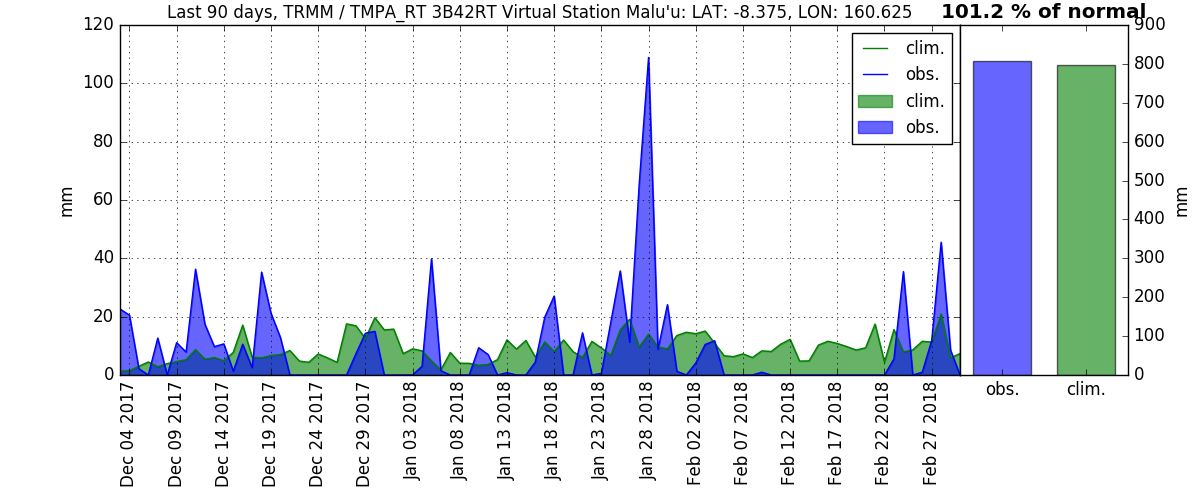 Last 90 days, TRMM / TMPA_RT 3B42RT Virtual Station Malu'u: LAT: -8.375, LON: 160.625
101.2 % of normal
120
100
80
60
40
20
0
mm
clim.
obs.
clim.
obs.
900
800
700
600
500
400
300
200
100
0
mm
obs.
clim.
Dec 04 2017
Dec 09 2017
Dec 14 2017
Dec 19 2017
Dec 24 2017
Dec 29 2017
Jan 03 2018
Jan 08 2018
Jan 13 2018
Jan 18 2018
Jan 23 2018
Jan 28 2018
Feb 02 2018
Feb 07 2018
Feb 12 2018
Feb 17 2018
Feb 22 2018
Feb 27 2018